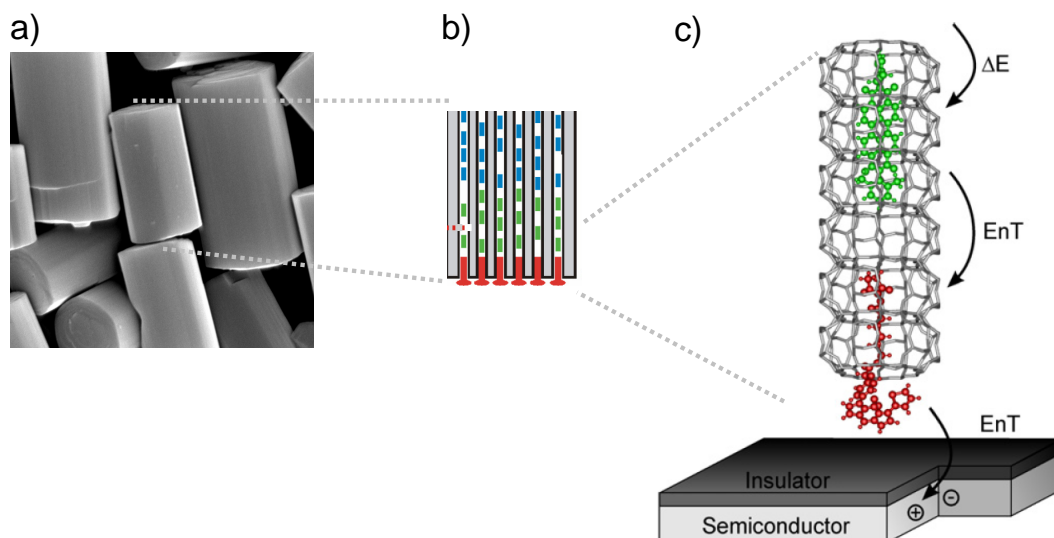 a)
b)
c)
ΔE
EnT
EnT
Insulator
+
-
Semiconductor